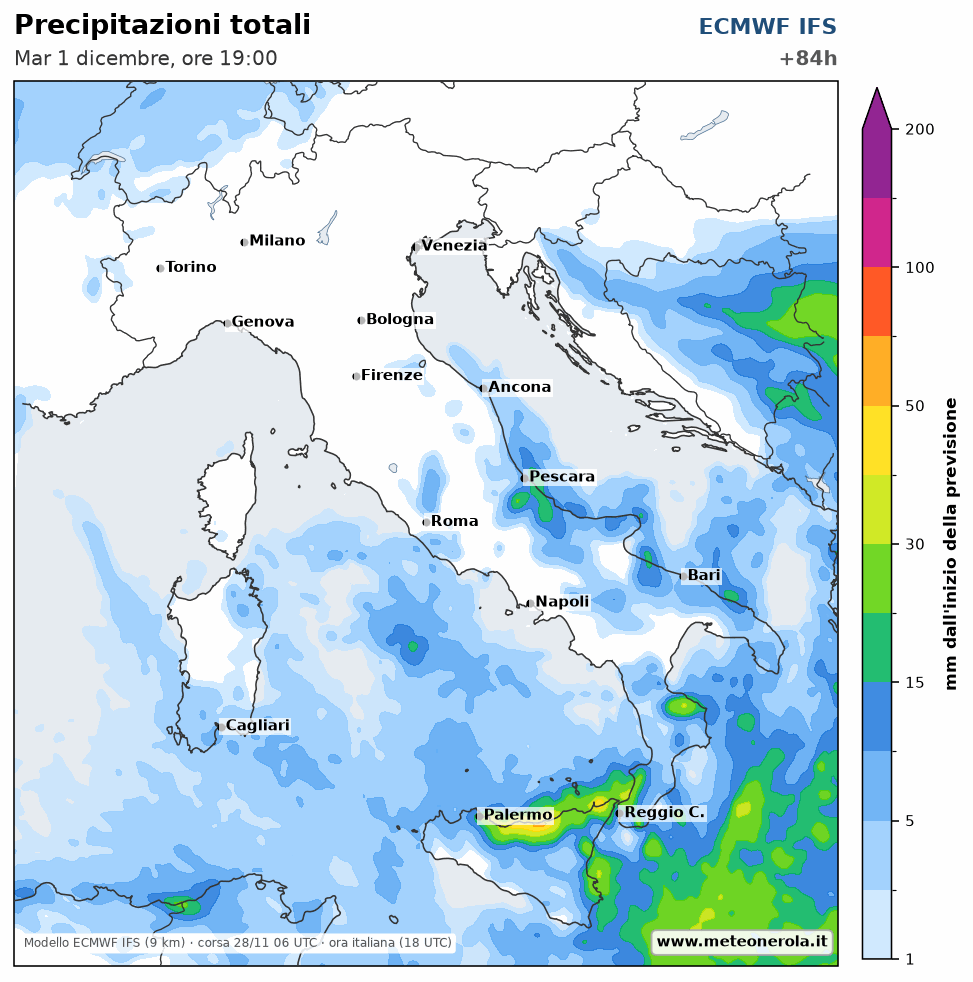 Precipitazioni totali
ECMWF IFS
Mar 1 dicembre, ore 19:00
+84h
200
100
50
30
15
5
1
mm dall'inizio della previsione
Milano
Venezia
Torino
Genova
Bologna
Firenze
Ancona
Pescara
Roma
Bari
Napoli
Cagliari
Palermo
Reggio C.
Modello ECMWF IFS (9 km) · corsa 28/11 06 UTC · ora italiana (18 UTC)
www.meteonerola.it